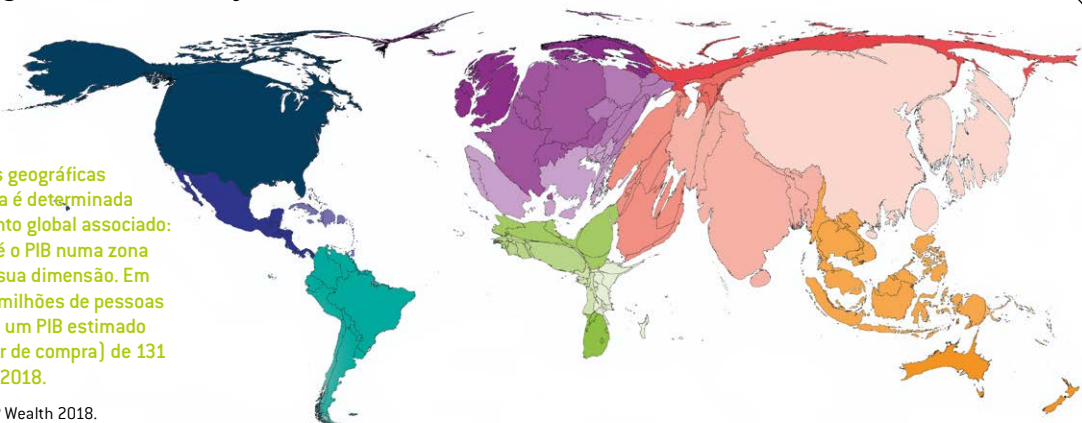 s geográficas
a é determinada
nto global associado:
é o PIB numa zona
sua dimensão. Em
milhões de pessoas
um PIB estimado
r de compra) de 131
2018.
Wealth 2018.